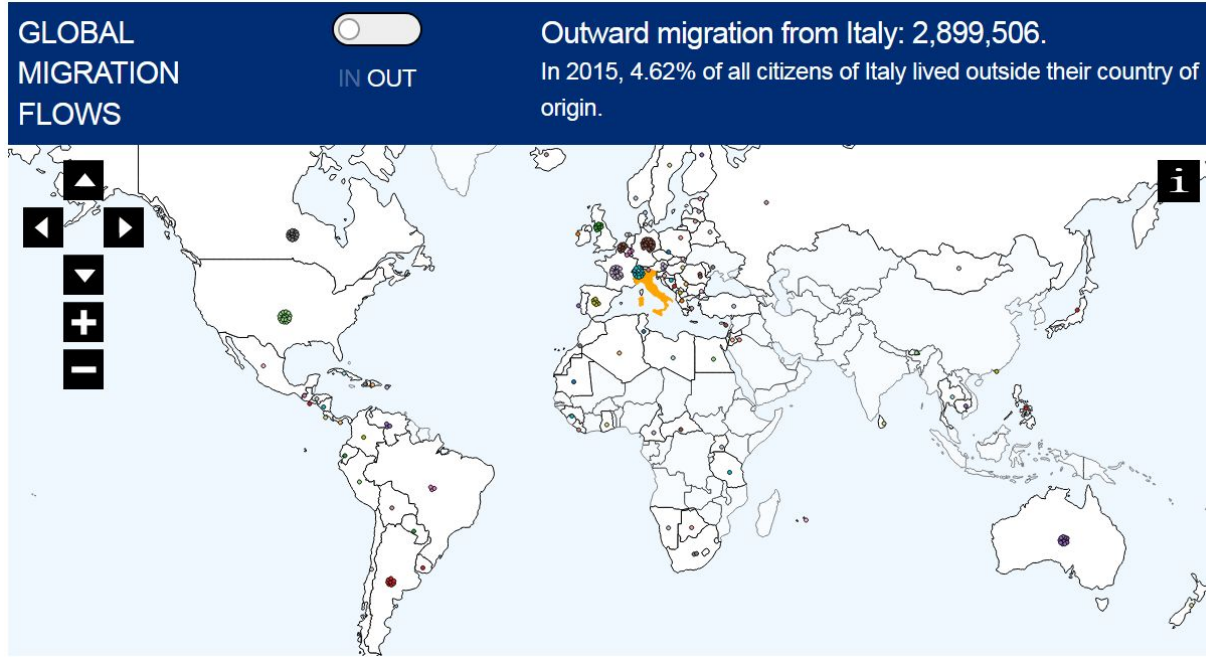 GLOBAL
MIGRATION
FLOWS
IN OUT
Outward migration from Italy: 2,899,506.
In 2015, 4.62% of all citizens of Italy lived outside their country of
origin.
i